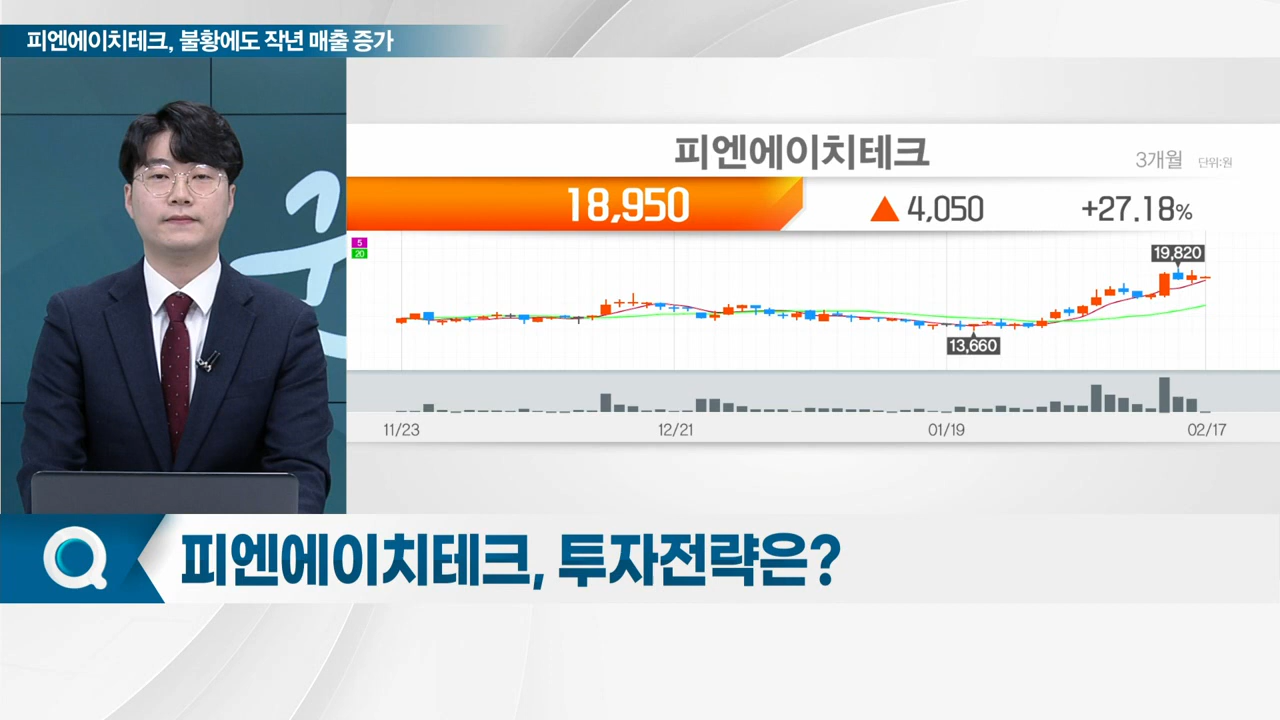 피엔에이치테크, 불황에도 작년 매출 증가
피엔에이치테크
3개월 단위:원
18,950 ▲ 4,050 +27.18%
5
20
19,820
13,660
11/23 12/21 01/19 02/17
Q 피엔에이치테크, 투자전략은?